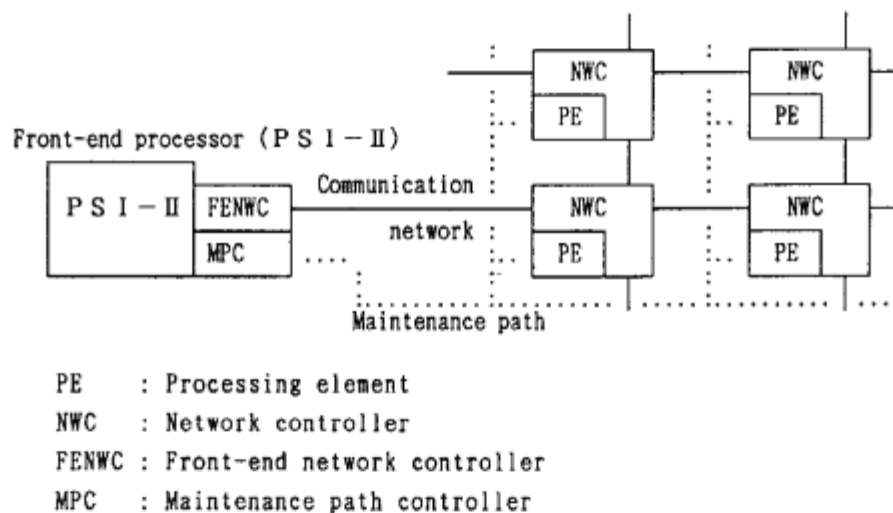 NWC
NWC
PE
PE
Front-end processor (PSI-II)
PSI-II
FENWC
Communication
NWC
NWC
MPC
network
PE
PE
Maintenance path
PE : Processing element
NWC : Network controller
FENWC : Front-end network controller
MPC : Maintenance path controller